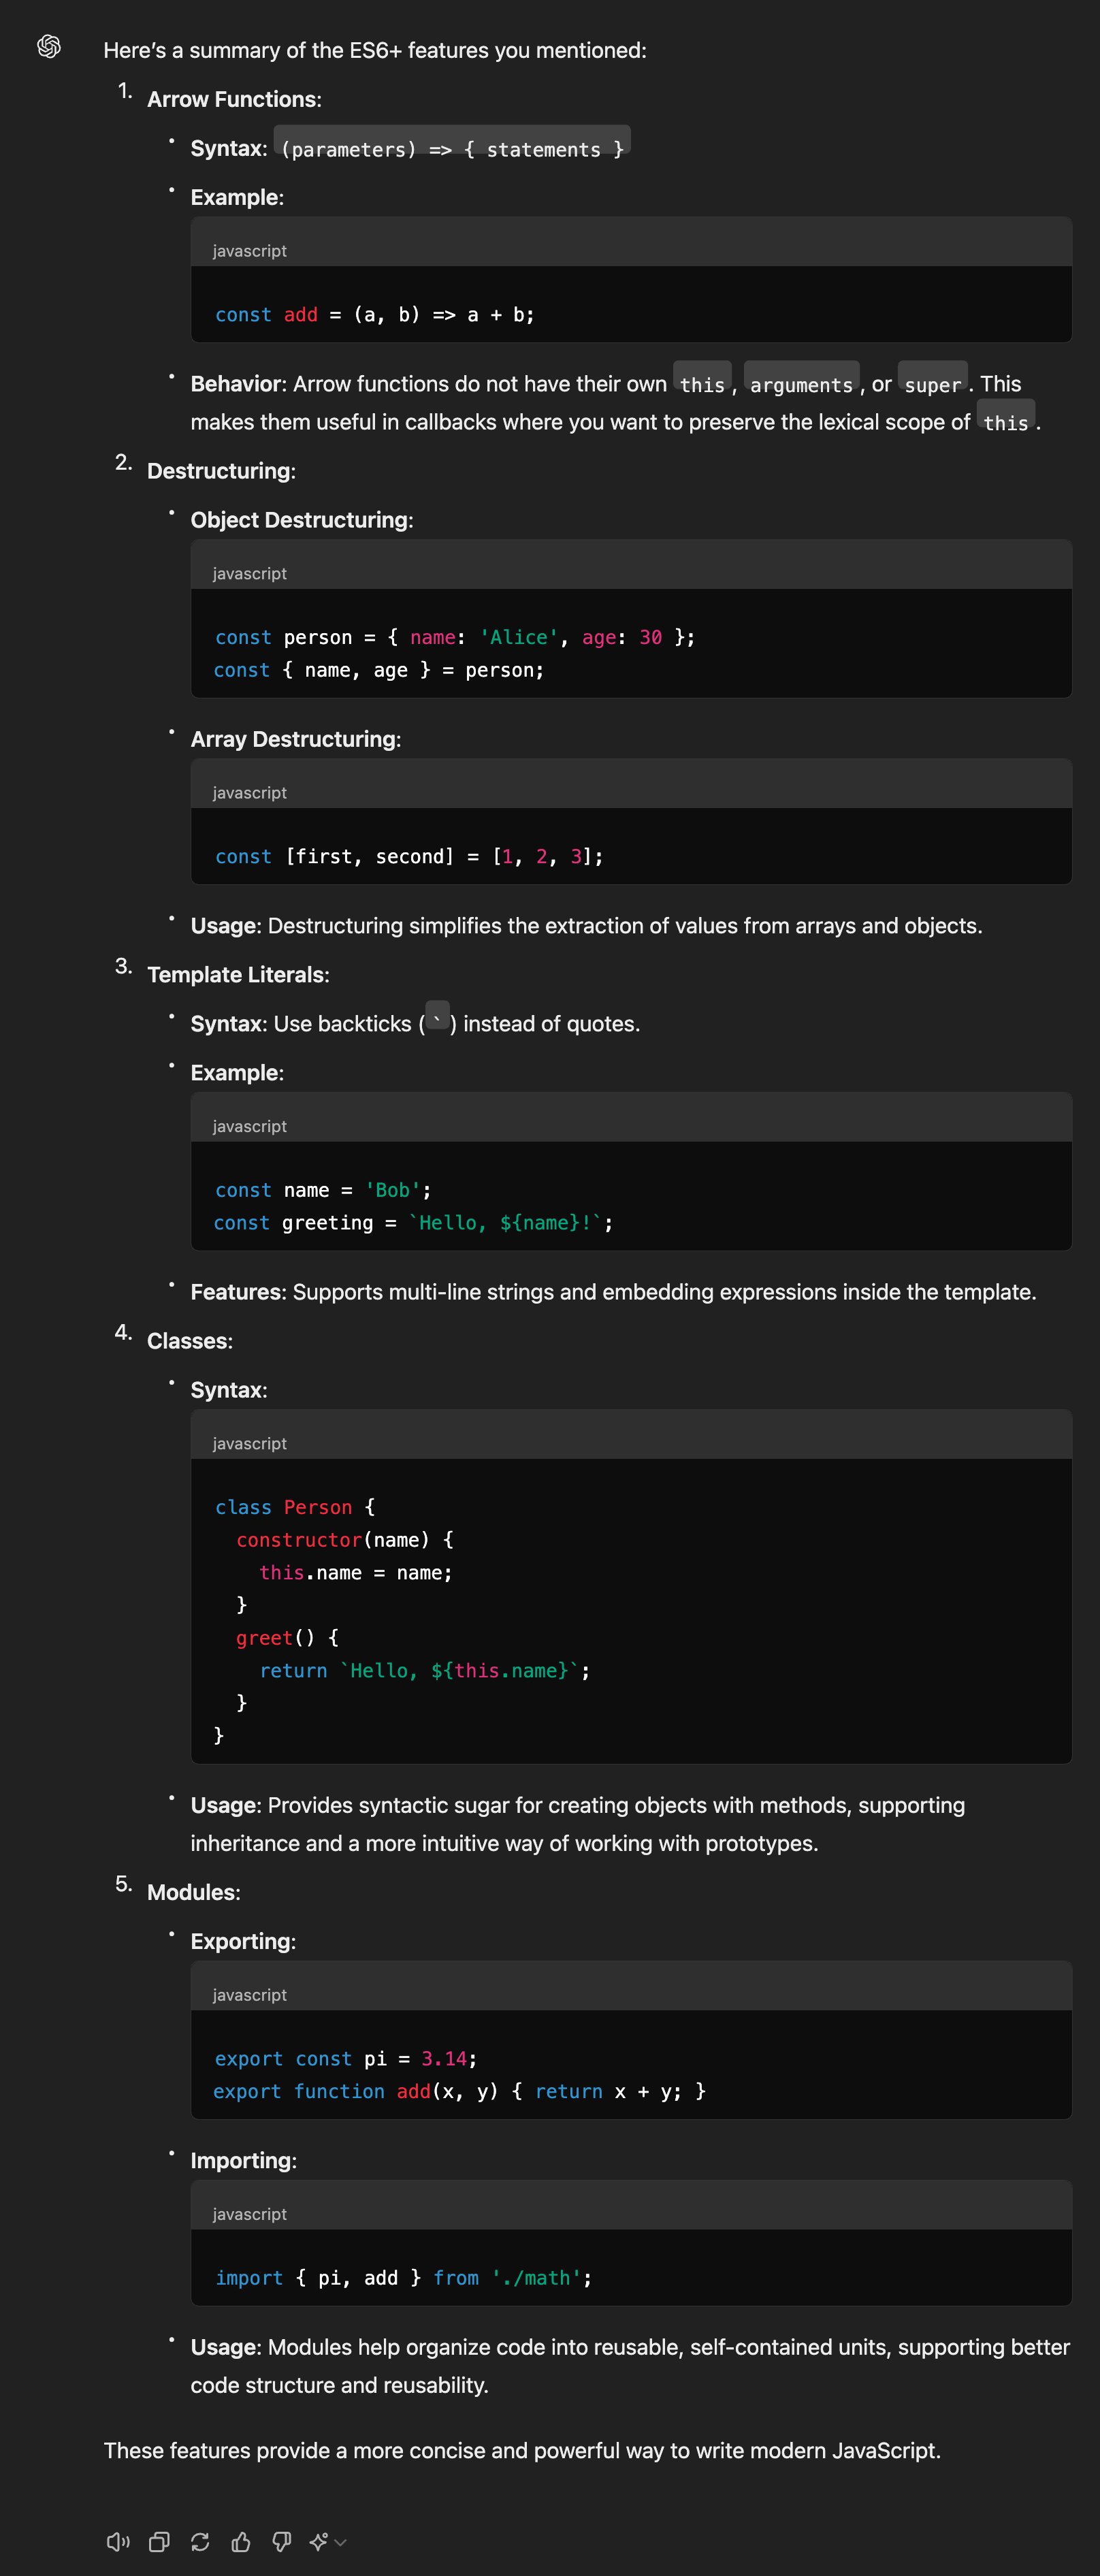 Here’s a summary of the ES6+ features you mentioned:
1. Arrow Functions:
• Syntax: (parameters) => { statements }
• Example:
javascript
const add = (a, b) => a + b;
• Behavior: Arrow functions do not have their own this, arguments, or super. This
makes them useful in callbacks where you want to preserve the lexical scope of this.
2. Destructuring:
• Object Destructuring:
javascript
const person = { name: 'Alice', age: 30 };
const { name, age } = person;
• Array Destructuring:
javascript
const [first, second] = [1, 2, 3];
• Usage: Destructuring simplifies the extraction of values from arrays and objects.
3. Template Literals:
• Syntax: Use backticks (`) instead of quotes.
• Example:
javascript
const name = 'Bob';
const greeting = `Hello, ${name}!`;
• Features: Supports multi-line strings and embedding expressions inside the template.
4. Classes:
• Syntax:
javascript
class Person {
  constructor(name) {
    this.name = name;
  }
  greet() {
    return `Hello, ${this.name}`;
  }
}
• Usage: Provides syntactic sugar for creating objects with methods, supporting
inheritance and a more intuitive way of working with prototypes.
5. Modules:
• Exporting:
javascript
export const pi = 3.14;
export function add(x, y) { return x + y; }
• Importing:
javascript
import { pi, add } from './math';
• Usage: Modules help organize code into reusable, self-contained units, supporting better
code structure and reusability.
These features provide a more concise and powerful way to write modern JavaScript.